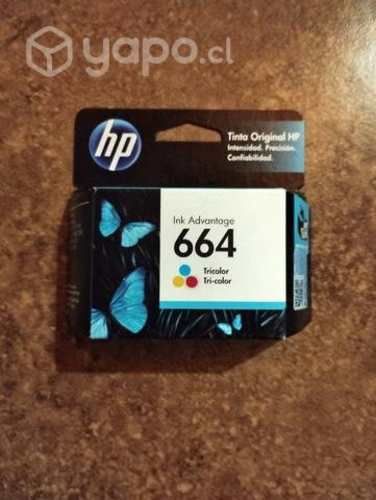 yapo.cl
hp
Tinta Original HP
Intensidad. Precisión.
Confiabilidad.
Ink Advantage
664
Tricolor
Tri-color